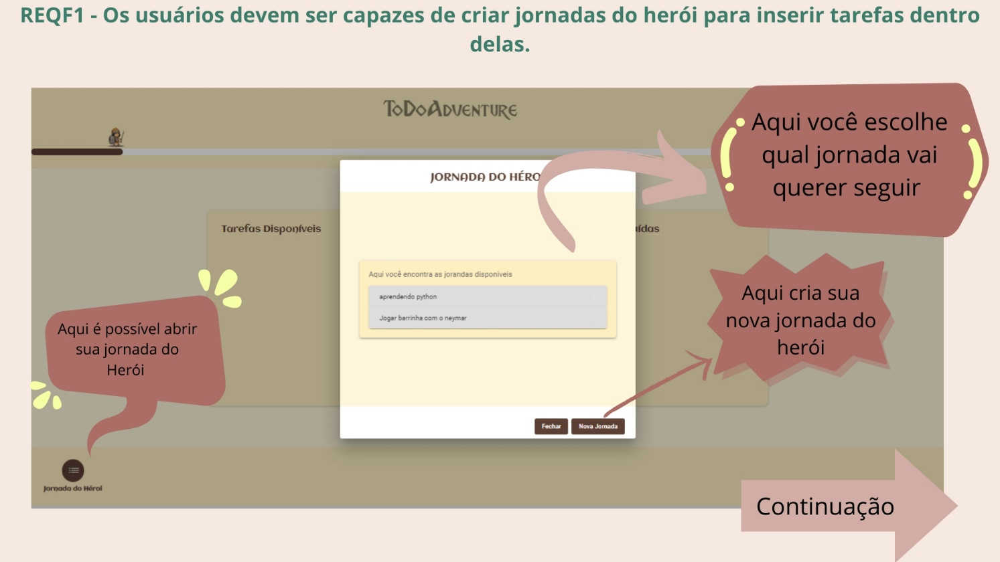 REQF1 - Os usuários devem ser capazes de criar jornadas do herói para inserir tarefas dentro
delas.
ToDoAdventure
Aqui você escolhe
qual jornada vai
querer seguir
JORNADA DO HÉRO
Tarefas Disponíveis
uídas
Aqui você encontra as jorandas disponiveis
aprendendo python
Jogar barrinha com o neymar
Aqui cria sua
nova jornada do
herói
Aqui é possível abrir
sua jornada do
Herói
Fechar
Nova Jornada
Jornada do Hérol
Continuação